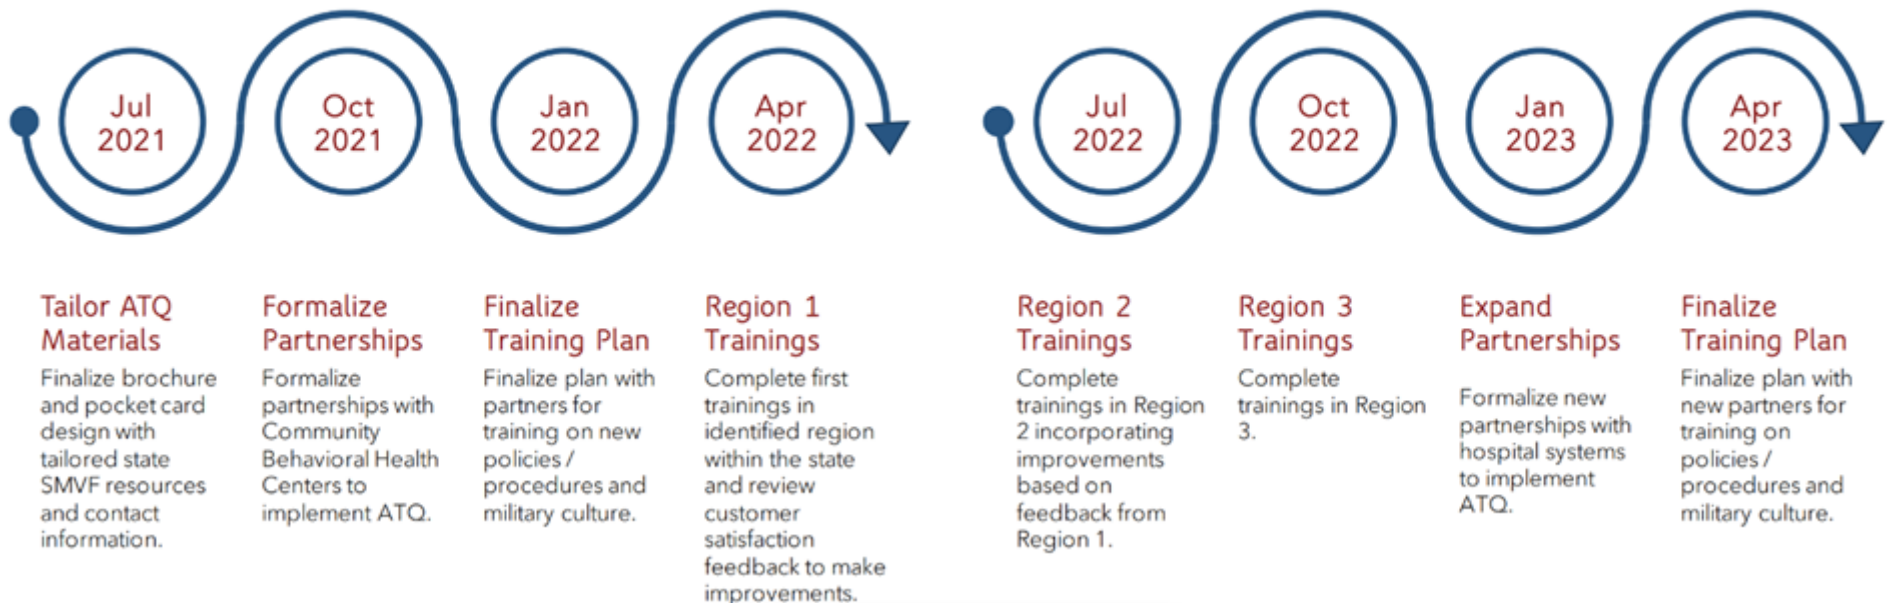 Jul
2021
Oct
2021
Jan
2022
Apr
2022
Jul
2022
Oct
2022
Jan
2023
Apr
2023
Tailor ATQ
Materials
Finalize brochure
and pocket card
design with
tailored state
SMVF resources
and contact
information.
Formalize
Partnerships
Formalize
partnerships with
Community
Behavioral Health
Centers to
implement ATQ.
Finalize
Training Plan
Finalize plan with
partners for
training on new
policies /
procedures and
military culture.
Region 1
Trainings
Complete first
trainings in
identified region
within the state
and review
customer
satisfaction
feedback to make
improvements.
Region 2
Trainings
Complete
trainings in Region
2 incorporating
improvements
based on
feedback from
Region 1.
Region 3
Trainings
Complete
trainings in Region
3.
Expand
Partnerships
Formalize new
partnerships with
hospital systems
to implement
ATQ.
Finalize
Training Plan
Finalize plan with
new partners for
training on
policies /
procedures and
military culture.